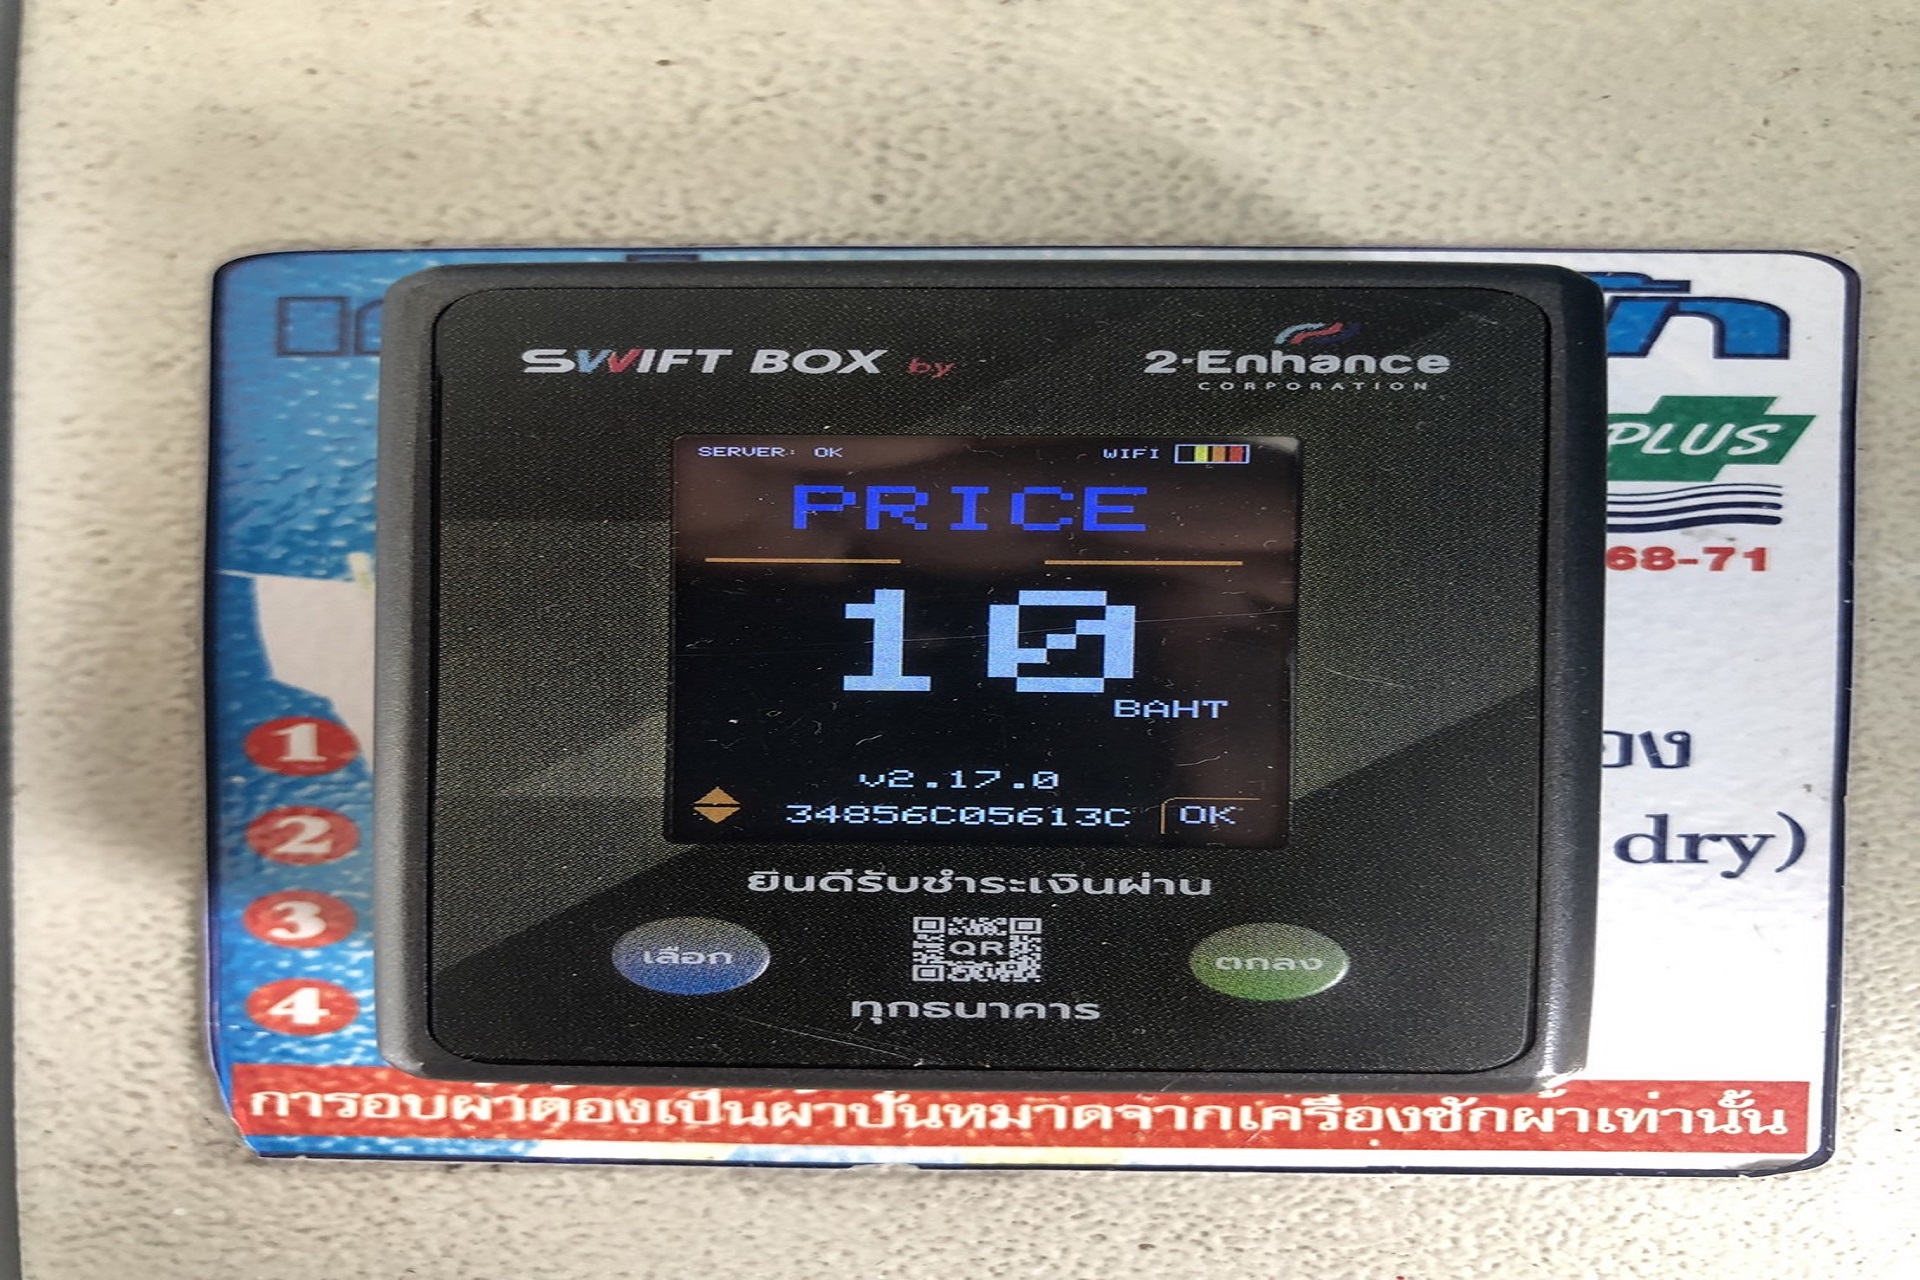 SWIFT BOX by
2-Enhance
CORPORATION
SERVER: OK
WIFI
PRICE
10
BAHT
v2.17.0
34856C05613C
OK
ยินดีรับชำระเงินผ่าน
เลือก
QR
ตกลง
ทุกธนาคาร
PLUS
68-71
1
2
dry)
3
4
การอบผ้าต้องเป็นผ้าปั่นหมาดจากเครื่องซักผ้าเท่านั้น